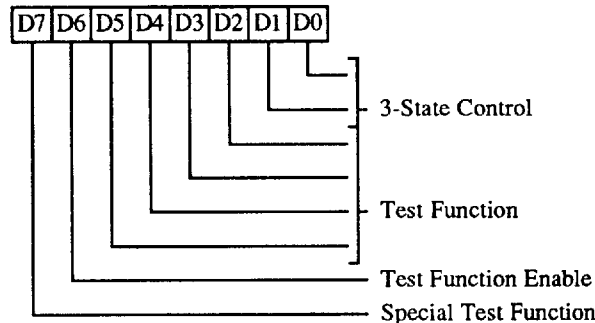 D7 D6 D5 D4 D3 D2 D1 D0
3-State Control
Test Function
Test Function Enable
Special Test Function